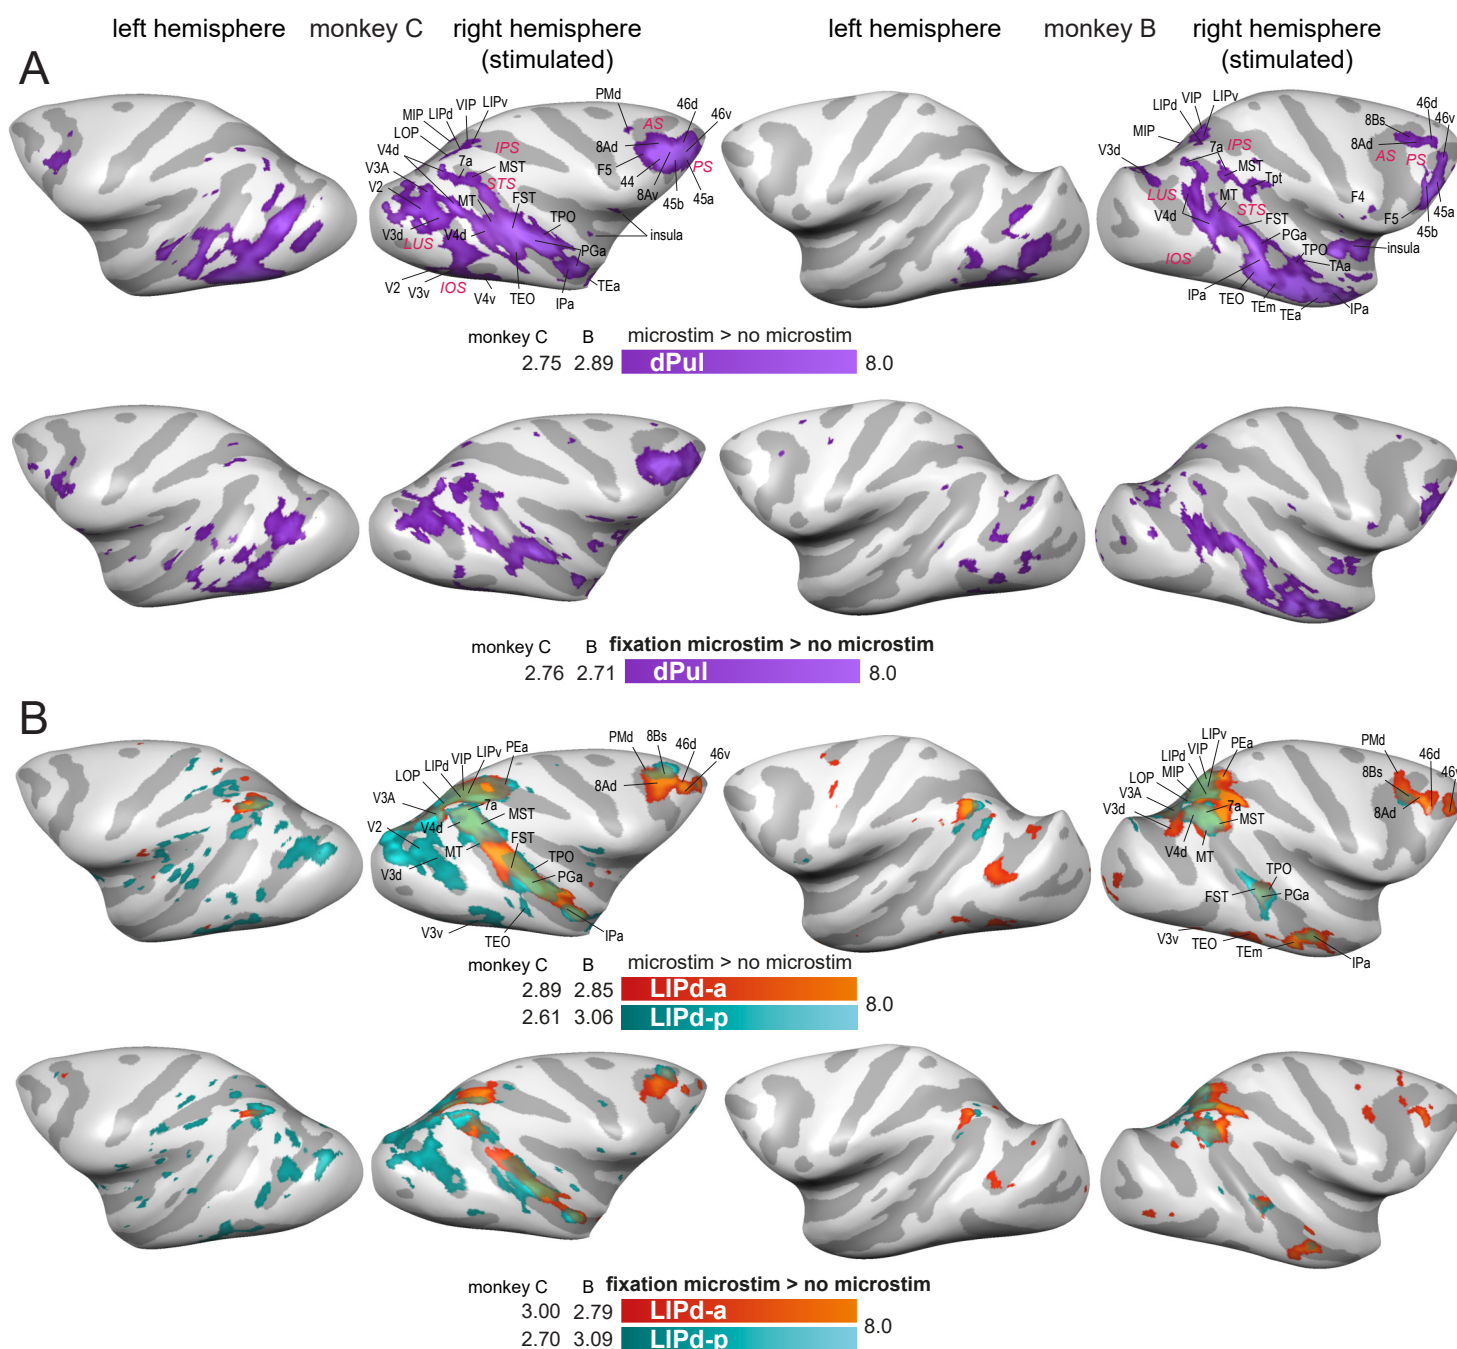 left hemisphere monkey C right hemisphere (stimulated)
left hemisphere monkey B right hemisphere (stimulated)
A
MIP LIPd VIP LIPv
LOP
V4d
V3A
V2
7a
IPS
MST
STS
FST
MT
TPO
V3d
LUS
V4d
PGa
V2
V3v
IOS
V4v
TEO
IPa
TEa
PMd
AS
46d
46v
8Ad
F5
PS
44
8Av
45b
45a
insula
LIPd VIP LIPv
MIP
V3d
7a
IPS
MST
Tpt
LUS
MT
STS
V4d
FST
PGa
TPO
TAa
IOS
IPa
TEO
TEm
TEa
IPa
46d
8Bs
46v
8Ad
AS
PS
F4
F5
45a
45b
insula
monkey C B microstim > no microstim
2.75 2.89 dPul 8.0
monkey C B fixation microstim > no microstim
2.76 2.71 dPul 8.0
B
LIPd VIP LIPv PEa
LOP
V3A
V2
V4d
7a
MST
FST
MT
TPO
V3d
PGa
V3v
TEO
IPa
PMd
8Bs
46d
46v
8Ad
LIPv
VIP PEa
LIPd
MIP
LOP
V3A
V3d
7a
MST
V4d
MT
TPO
FST
PGa
V3v
TEO
TEm
IPa
PMd
46d
8Bs
46v
8Ad
monkey C B microstim > no microstim
2.89 2.85 LIPd-a
8.0
2.61 3.06 LIPd-p
monkey C B fixation microstim > no microstim
3.00 2.79 LIPd-a
8.0
2.70 3.09 LIPd-p